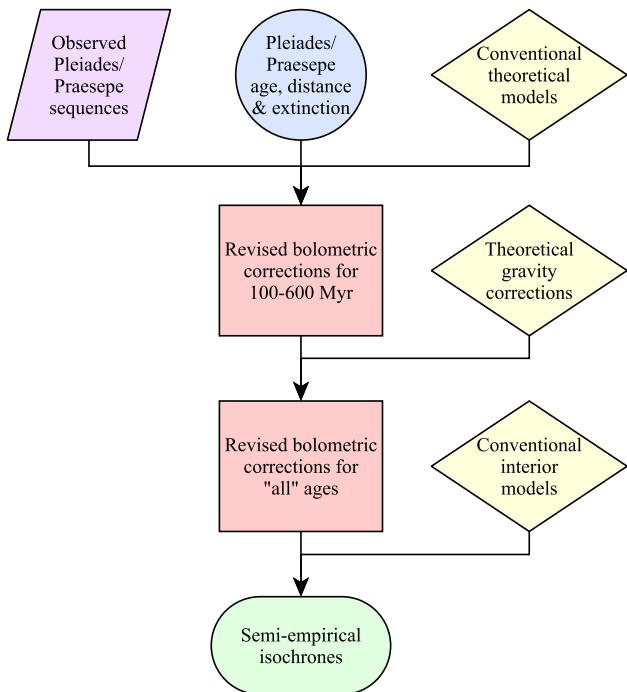 Observed
Pleiades/
Praesepe
sequences
Pleiades/
Praesepe
age, distance
& extinction
Conventional
theoretical
models
Revised bolometric
corrections for
100-600 Myr
Theoretical
gravity
corrections
Revised bolometric
corrections for
"all" ages
Conventional
interior
models
Semi-empirical
isochrones